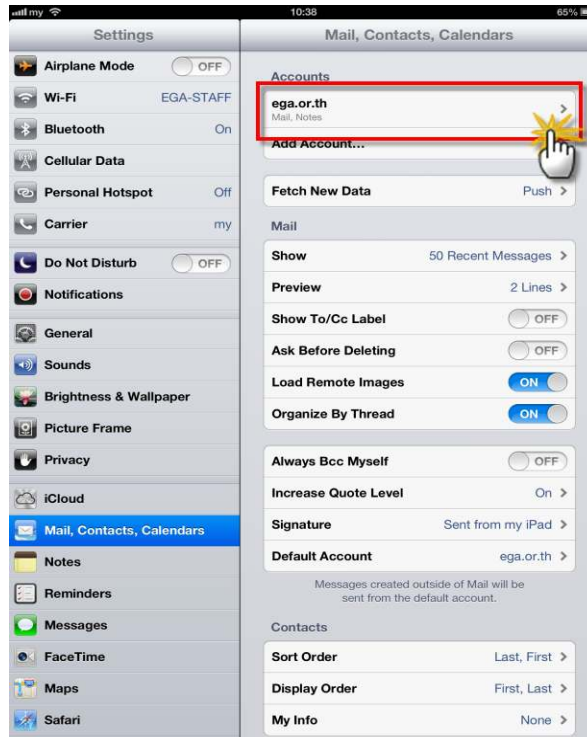 my 10:38 65%
Settings
Airplane Mode OFF
Wi-Fi EGA-STAFF
Bluetooth On
Cellular Data
Personal Hotspot Off
Carrier my
Do Not Disturb OFF
Notifications
General
Sounds
Brightness & Wallpaper
Picture Frame
Privacy
iCloud
Mail, Contacts, Calendars
Notes
Reminders
Messages
FaceTime
Maps
Safari
Mail, Contacts, Calendars
Accounts
ega.or.th
Mail, Notes
Add Account...
Fetch New Data Push
Mail
Show 50 Recent Messages
Preview 2 Lines
Show To/Cc Label OFF
Ask Before Deleting OFF
Load Remote Images ON
Organize By Thread ON
Always Bcc Myself OFF
Increase Quote Level On
Signature Sent from my iPad
Default Account ega.or.th
Messages created outside of Mail will be
sent from the default account.
Contacts
Sort Order Last, First
Display Order First, Last
My Info None